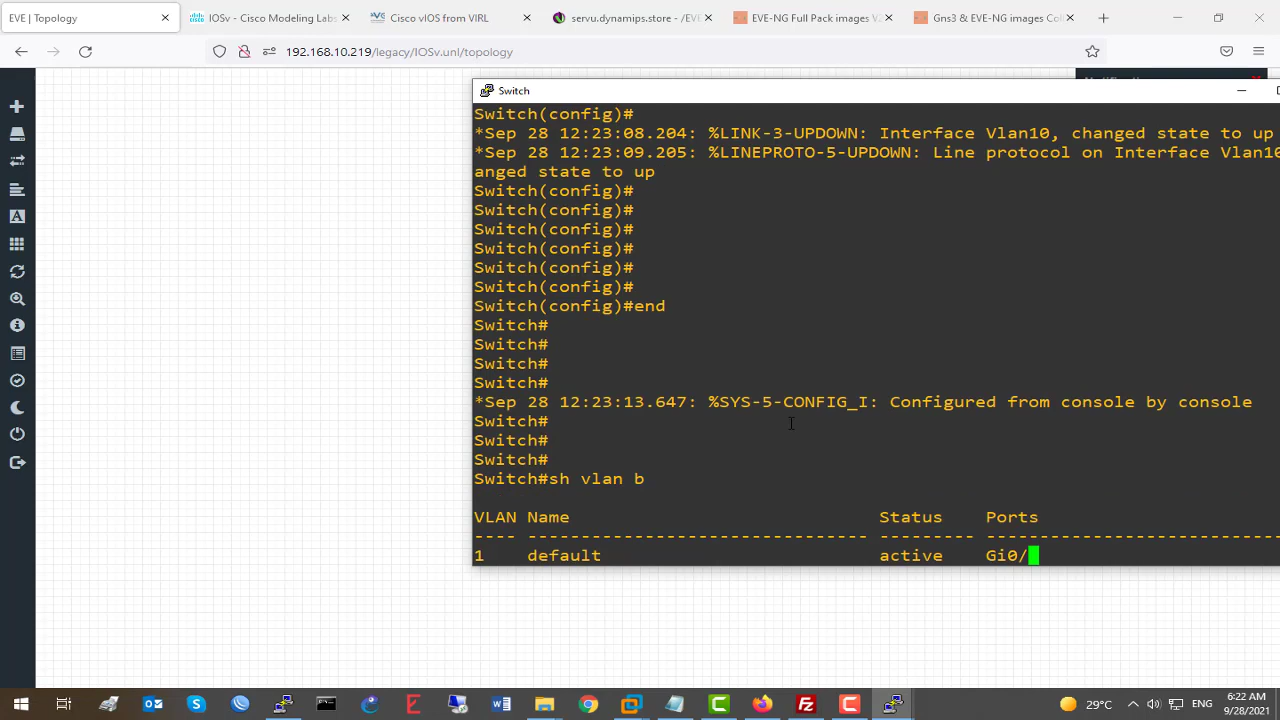 EVE | Topology
IOSv - Cisco Modeling Labs
Cisco vIOS from VIRL
servu.dynamips.store - /EVE
EVE-NG Full Pack images V2
Gns3 & EVE-NG images Col
192.168.10.219/legacy/IOSv.unl/topology
Switch
Switch(config)#
*Sep 28 12:23:08.204: %LINK-3-UPDOWN: Interface Vlan10, changed state to up
*Sep 28 12:23:09.205: %LINEPROTO-5-UPDOWN: Line protocol on Interface Vlan10
anged state to up
Switch(config)#
Switch(config)#
Switch(config)#
Switch(config)#
Switch(config)#
Switch(config)#
Switch(config)#end
Switch#
Switch#
Switch#
Switch#
*Sep 28 12:23:13.647: %SYS-5-CONFIG_I: Configured from console by console
Switch#
Switch#
Switch#
Switch#sh vlan b
VLAN Name Status Ports
---- -------------------------------- --------- ----------------------------
1 default active Gi0/
29°C
ENG
6:22 AM
9/28/2021